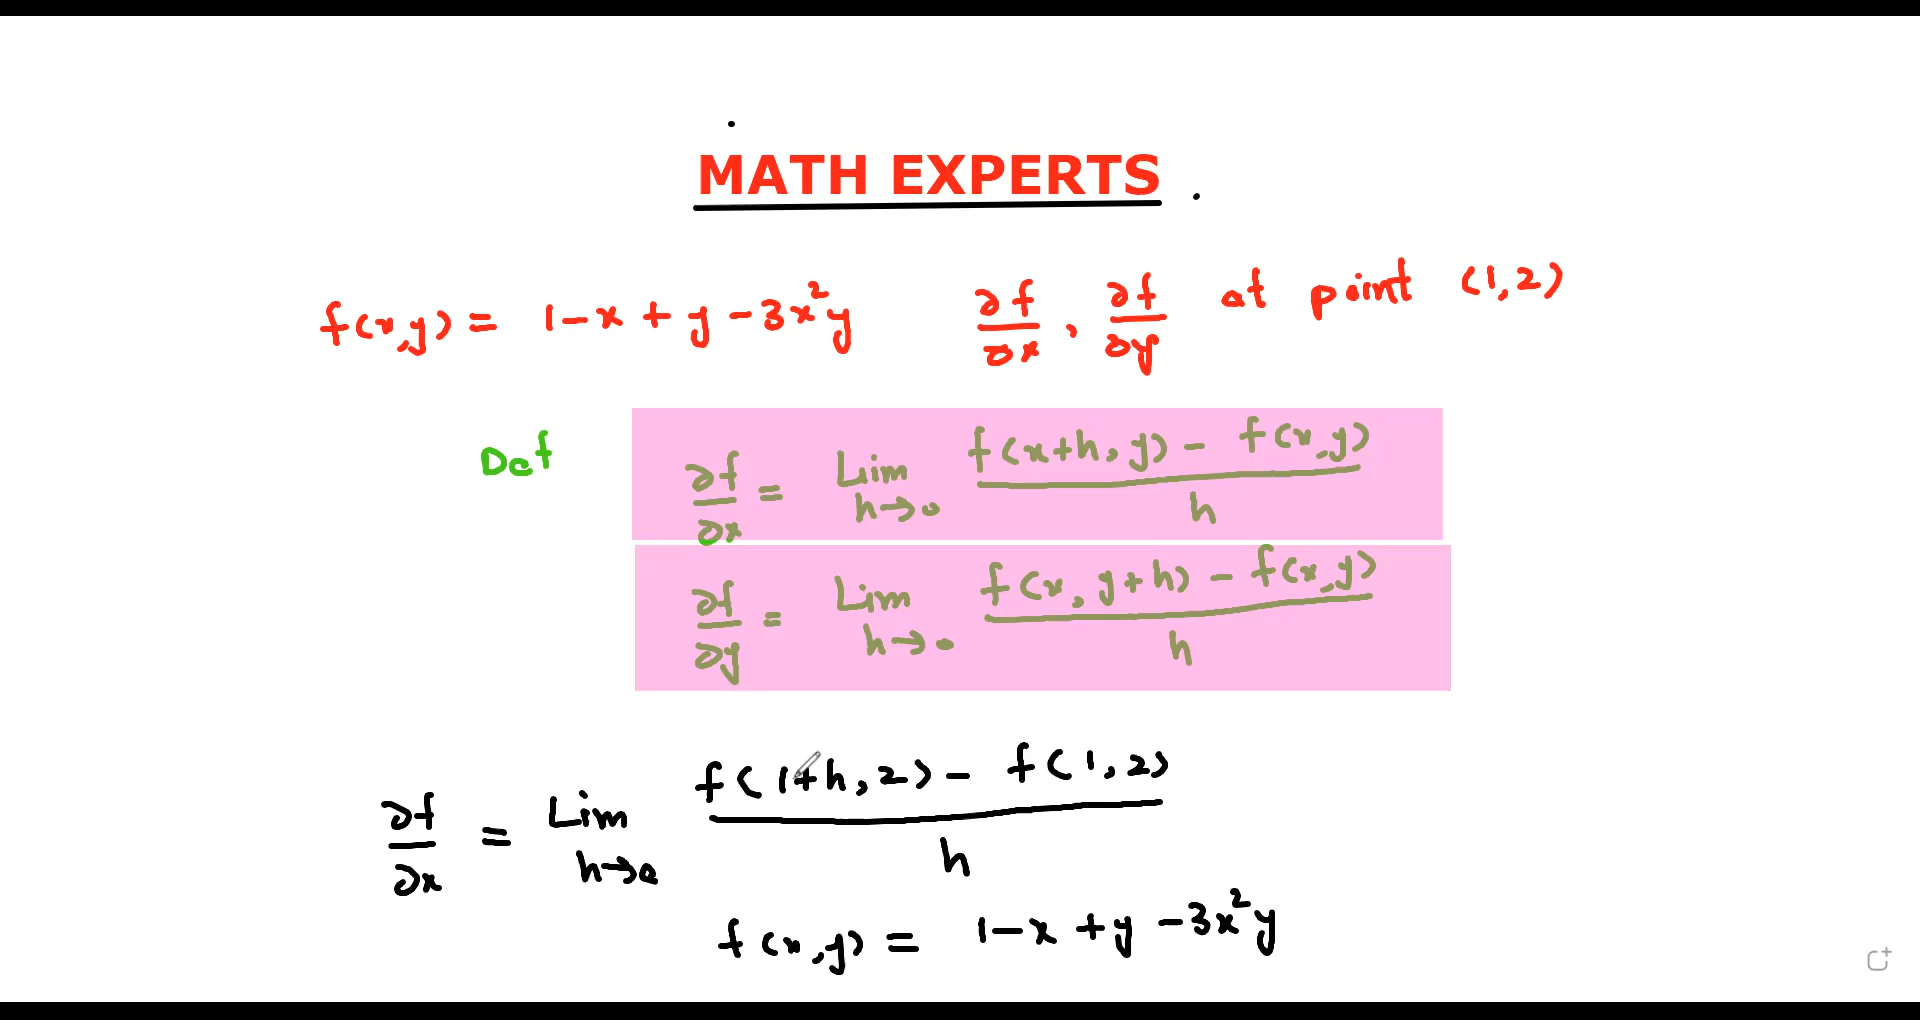 MATH EXPERTS .
f(x,y) = 1-x + y - 3x²y ∂f/∂x , ∂f/∂y at point (1,2)
Def ∂f/∂x = Lim h→0 f(x+h, y) - f(x,y) / h
∂f/∂y = Lim h→0 f(x, y+h) - f(x,y) / h
∂f/∂x = Lim h→0 f(1+h, 2) - f(1,2) / h
f(x,y) = 1-x + y - 3x²y